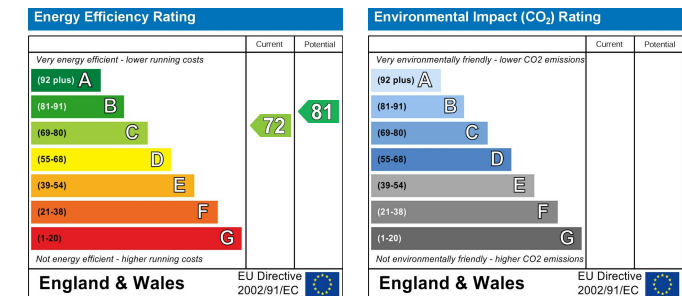 Energy Efficiency Rating
Current Potential
Very energy efficient - lower running costs
(92 plus) A
(81-91) B
(69-80) C
(55-68) D
(39-54) E
(21-38) F
(1-20) G
72
81
Not energy efficient - higher running costs
England & Wales
EU Directive
2002/91/EC
Environmental Impact (CO₂) Rating
Current Potential
Very environmentally friendly - lower CO2 emissions
(92 plus) A
(81-91) B
(69-80) C
(55-68) D
(39-54) E
(21-38) F
(1-20) G
Not environmentally friendly - higher CO2 emissions
England & Wales
EU Directive
2002/91/EC